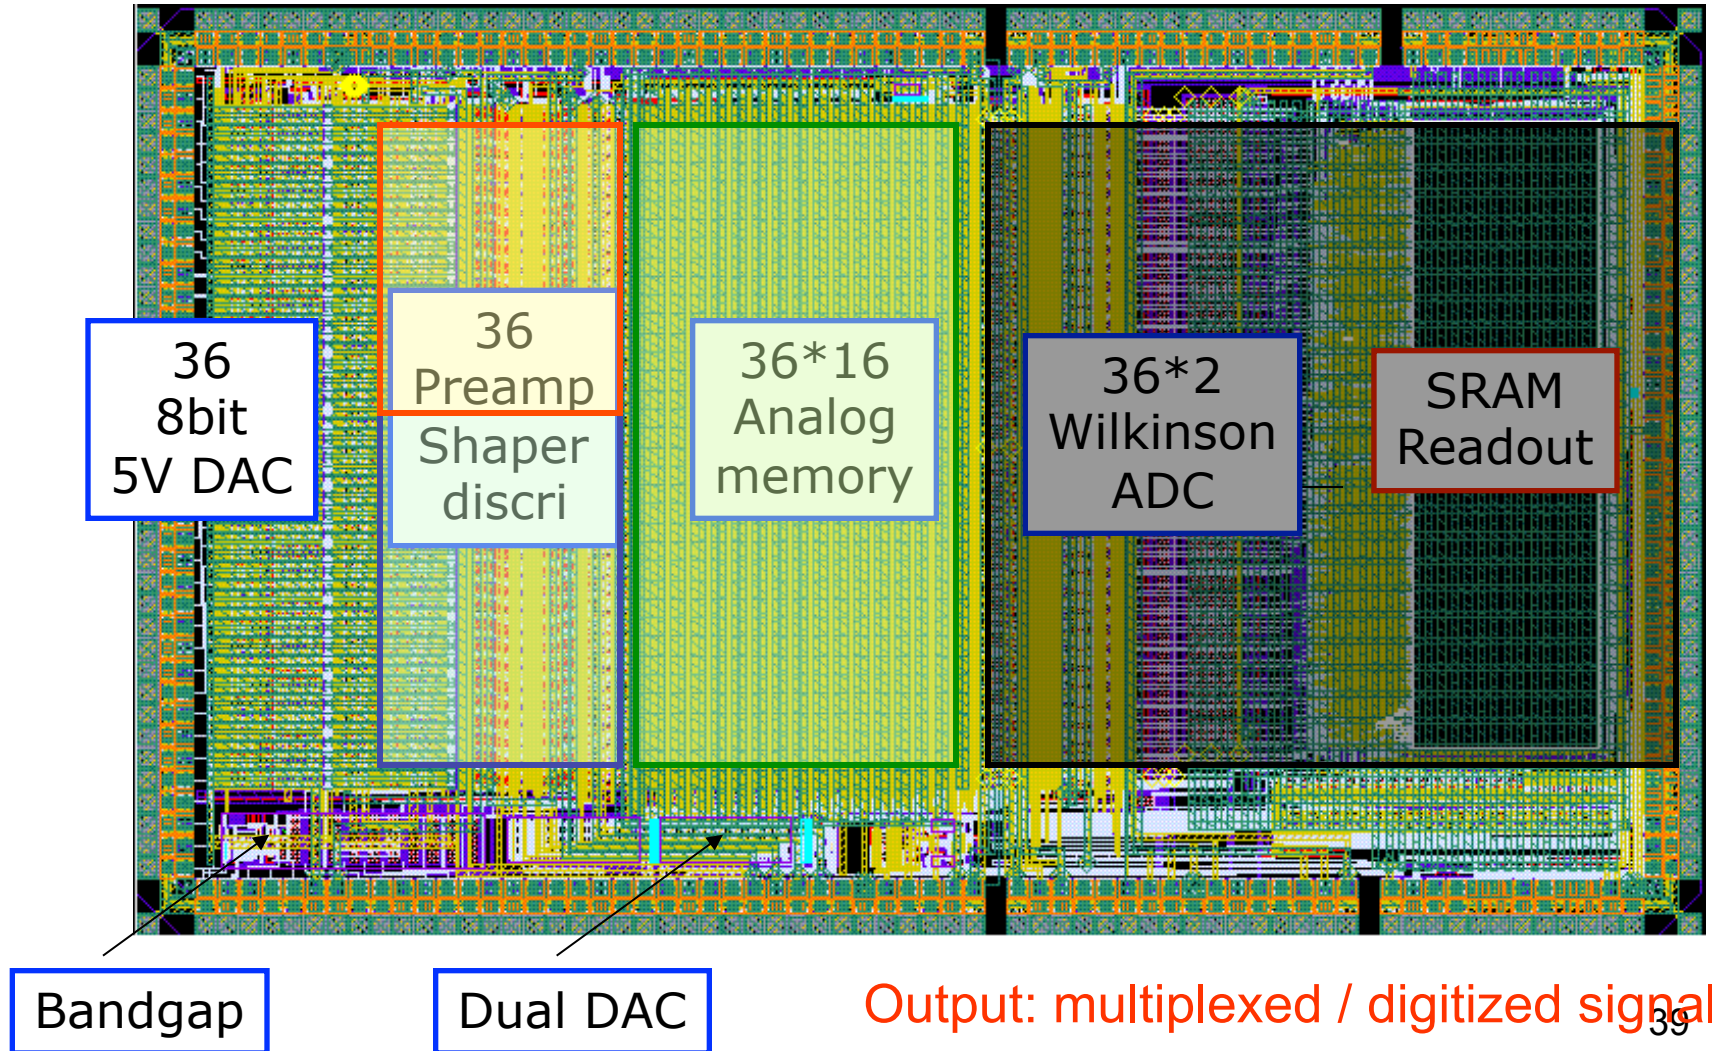 36
8bit
5V DAC
36
Preamp
Shaper
discri
36*16
Analog
memory
36*2
Wilkinson
ADC
SRAM
Readout
Bandgap
Dual DAC
Output: multiplexed / digitized signal
39